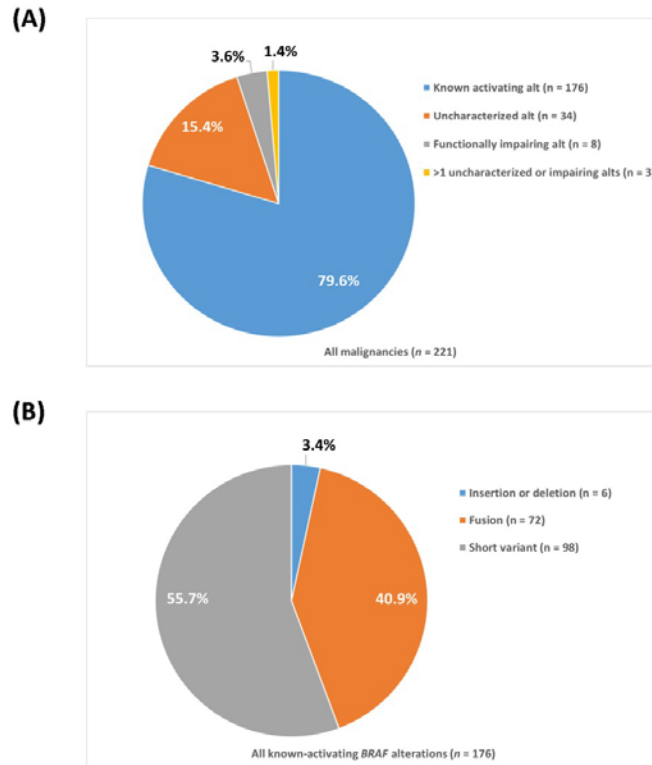 (A)
3.6%
1.4%
15.4%
79.6%
Known activating alt (n = 176)
Uncharacterized alt (n = 34)
Functionally impairing alt (n = 8)
>1 uncharacterized or impairing alts (n = 3
All malignancies (n = 221)
(B)
3.4%
55.7%
40.9%
Insertion or deletion (n = 6)
Fusion (n = 72)
Short variant (n = 98)
All known-activating BRAF alterations (n = 176)